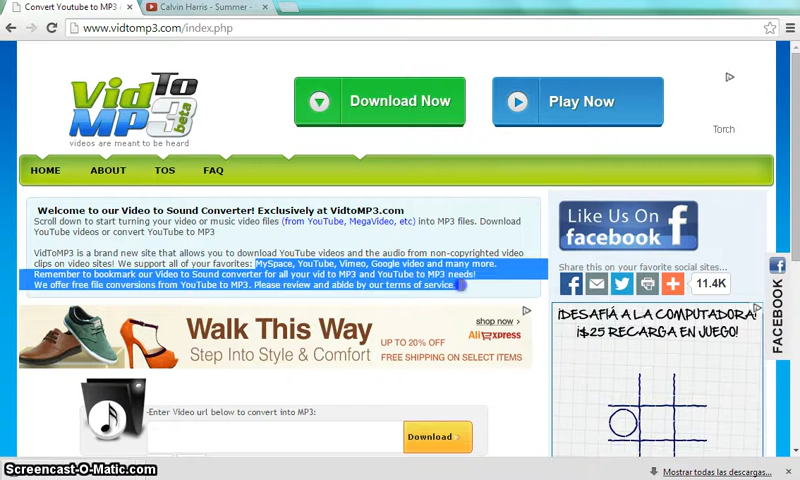 Convert Youtube to MP3
Calvin Harris - Summer -
www.vidtomp3.com/index.php
VidTo
MP3
beta
videos are meant to be heard
Download Now
Play Now
Torch
HOME ABOUT TOS FAQ
Welcome to our Video to Sound Converter! Exclusively at VidtoMP3.com
Scroll down to start turning your video or music video files (from YouTube, MegaVideo, etc) into MP3 files. Download
YouTube videos or convert YouTube to MP3
VidToMP3 is a brand new site that allows you to download YouTube videos and the audio from non-copyrighted video
clips on video sites! We support all of your favorites: MySpace, YouTube, Vimeo, Google video and many more.
Remember to bookmark our Video to Sound converter for all your vid to MP3 and YouTube to MP3 needs!
We offer free file conversions from YouTube to MP3. Please review and abide by our terms of service.
Like Us On
facebook
Share this on your favorite social sites...
11.4K
FACEBOOK
Walk This Way
Step Into Style & Comfort
UP TO 20% OFF
FREE SHIPPING ON SELECT ITEMS
shop now >
AliExpress
¡DESAFIÁ A LA COMPUTADORA!
¡$25 RECARGA EN JUEGO!
Enter Video url below to convert into MP3:
Download >
Screencast-O-Matic.com
Mostrar todas las descargas...